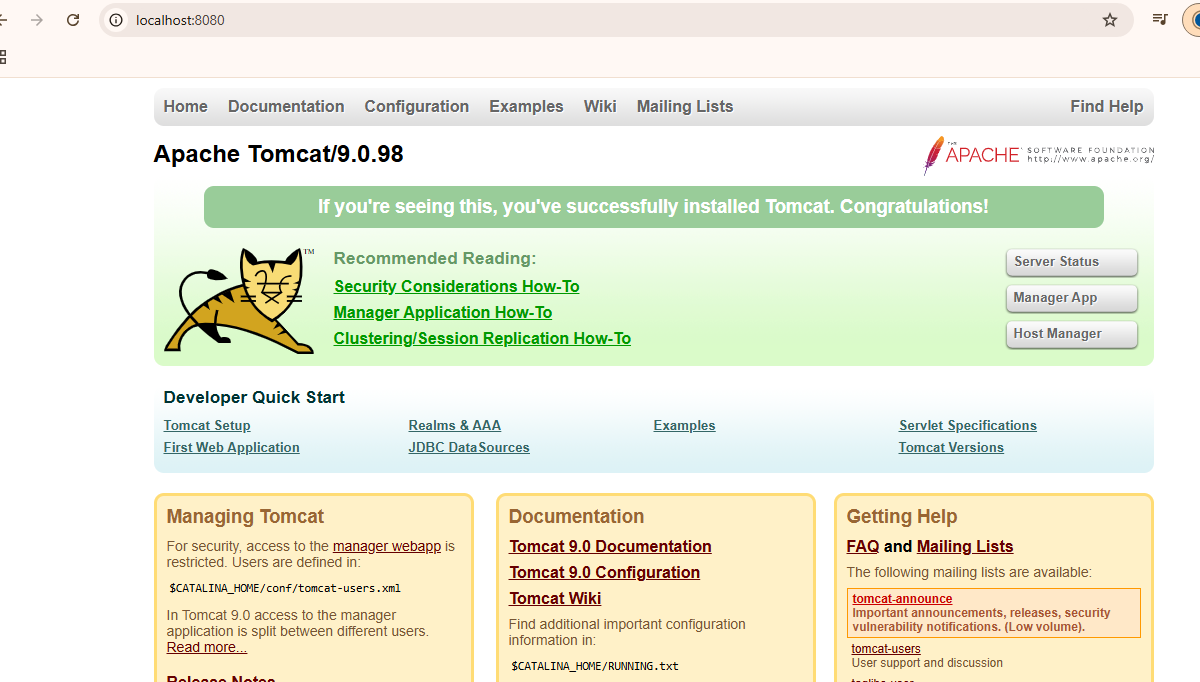 localhost:8080
Home Documentation Configuration Examples Wiki Mailing Lists Find Help
Apache Tomcat/9.0.98
THE APACHE SOFTWARE FOUNDATION
http://www.apache.org/
If you're seeing this, you've successfully installed Tomcat. Congratulations!
TM
Recommended Reading:
Security Considerations How-To
Manager Application How-To
Clustering/Session Replication How-To
Server Status
Manager App
Host Manager
Developer Quick Start
Tomcat Setup
First Web Application
Realms & AAA
JDBC DataSources
Examples
Servlet Specifications
Tomcat Versions
Managing Tomcat
For security, access to the manager webapp is
restricted. Users are defined in:
$CATALINA_HOME/conf/tomcat-users.xml
In Tomcat 9.0 access to the manager
application is split between different users.
Read more...
Release Notes
Documentation
Tomcat 9.0 Documentation
Tomcat 9.0 Configuration
Tomcat Wiki
Find additional important configuration
information in:
$CATALINA_HOME/RUNNING.txt
Getting Help
FAQ and Mailing Lists
The following mailing lists are available:
tomcat-announce
Important announcements, releases, security
vulnerability notifications. (Low volume).
tomcat-users
User support and discussion